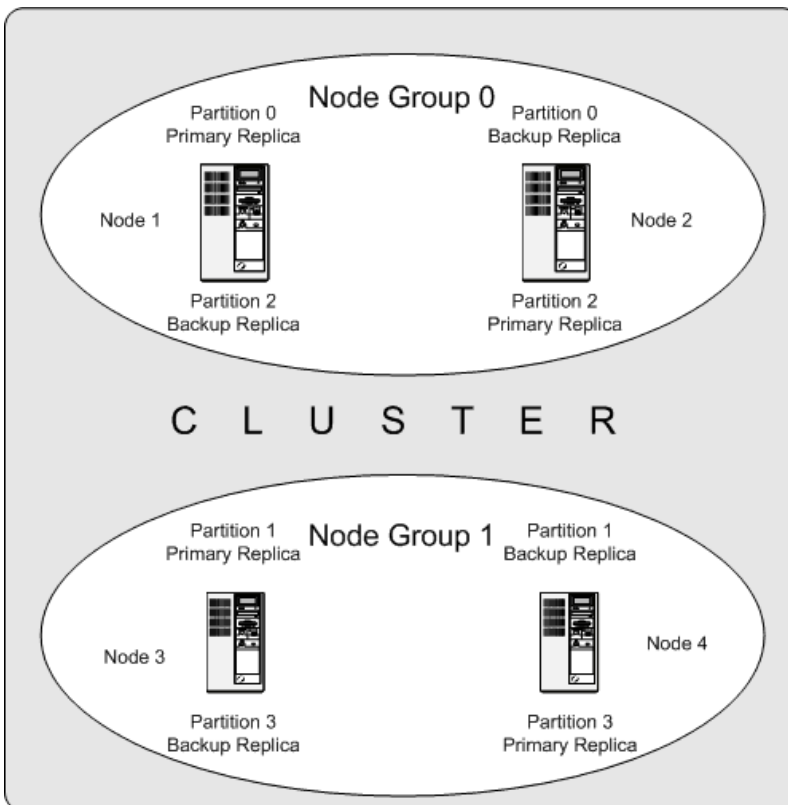 Node Group 0
Partition 0
Primary Replica
Partition 0
Backup Replica
Node 1
Node 2
Partition 2
Backup Replica
Partition 2
Primary Replica
C L U S T E R
Node Group 1
Partition 1
Primary Replica
Partition 1
Backup Replica
Node 3
Node 4
Partition 3
Backup Replica
Partition 3
Primary Replica